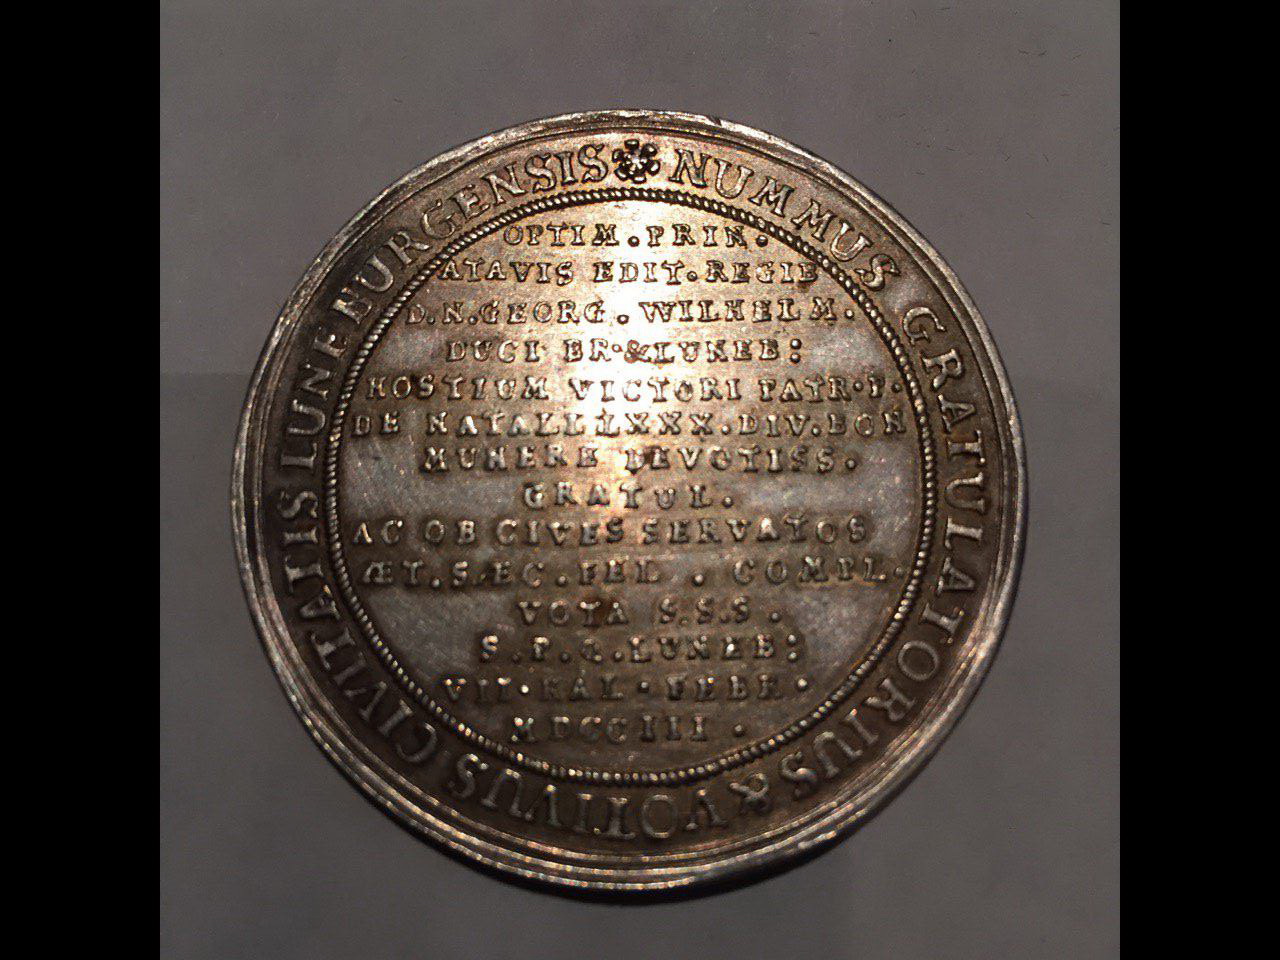 NUMMUS GRATULATORIUS & VOTIVUS CIVITATIS LUNEBURGENSIS
OPTIM . PRIN .
ATAVIS EDIT . REGIB
D . N . GEORG . WILHELM .
DUCI BR . & LUNEB :
HOSTIUM VICTORI PATR . P .
DE NATALI LXXX . DIV . BON
MUNERE DEVOTISS .
GRATUL .
AC OB CIVES SERVATOS
ÆT . SÆC . FEL . COMPL .
VOTA S . S . S .
S . P . Q . LUNEB :
VII . KAL . FEBR .
MDCCIII .